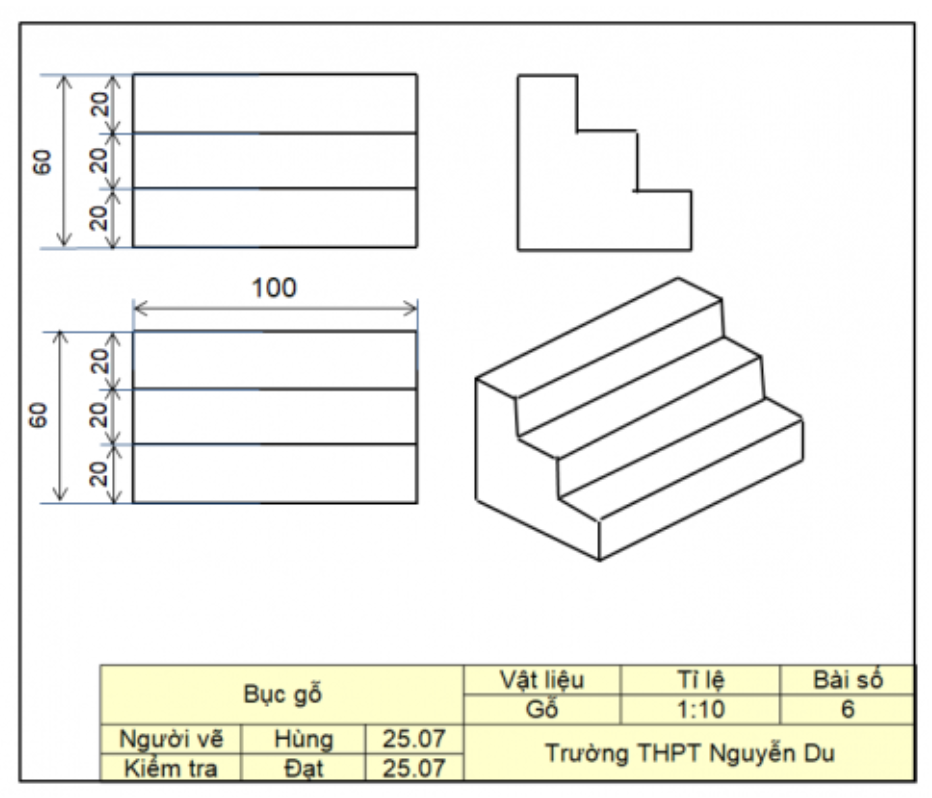 60
20
20
20
100
60
20
20
20
Bục gỗ
Vật liệu
Tỉ lệ
Bài số
Gỗ
1:10
6
Người vẽ
Hùng
25.07
Trường THPT Nguyễn Du
Kiểm tra
Đạt
25.07